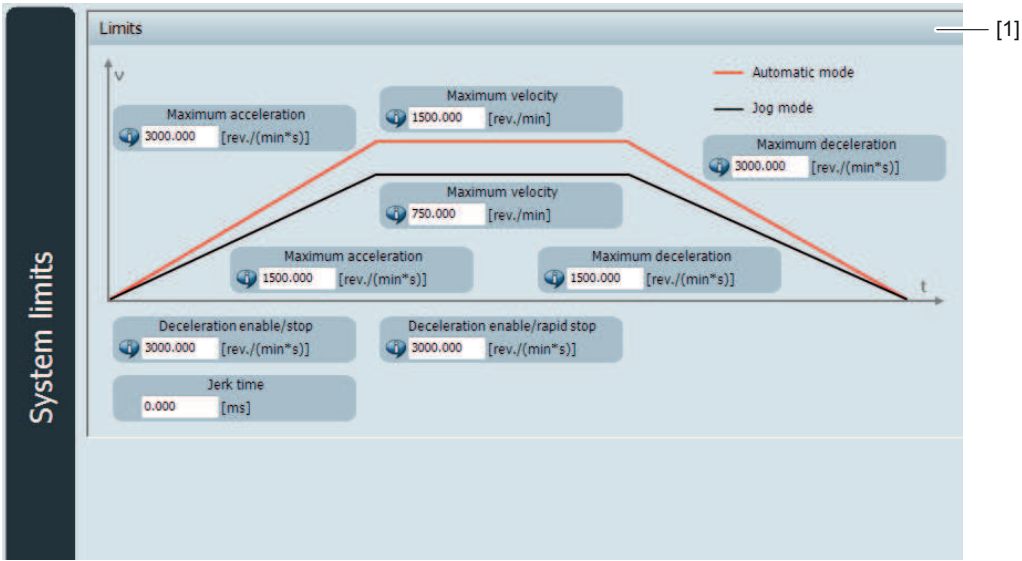 Limits
[1]
v
Automatic mode
Jog mode
Maximum velocity
1500.000 [rev./min]
Maximum acceleration
3000.000 [rev./(min*s)]
Maximum deceleration
3000.000 [rev./(min*s)]
Maximum velocity
750.000 [rev./min]
Maximum acceleration
1500.000 [rev./(min*s)]
Maximum deceleration
1500.000 [rev./(min*s)]
t
Deceleration enable/stop
3000.000 [rev./(min*s)]
Deceleration enable/rapid stop
3000.000 [rev./(min*s)]
Jerk time
0.000 [ms]
System limits